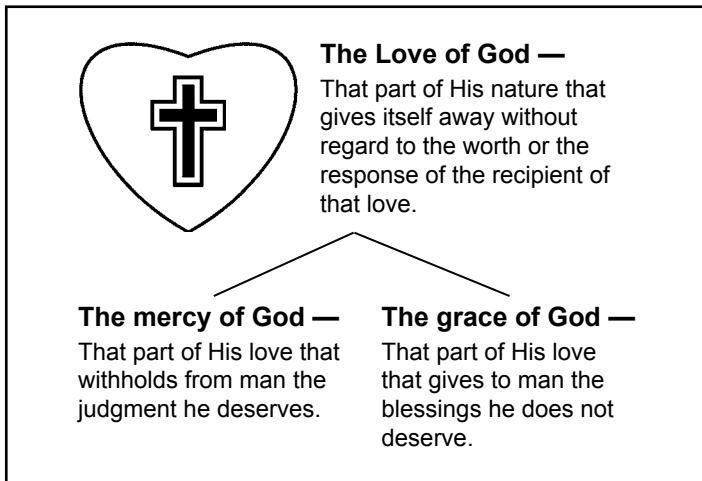 The Love of God —
That part of His nature that
gives itself away without
regard to the worth or the
response of the recipient of
that love.
The mercy of God —
That part of His love that
withholds from man the
judgment he deserves.
The grace of God —
That part of His love
that gives to man the
blessings he does not
deserve.